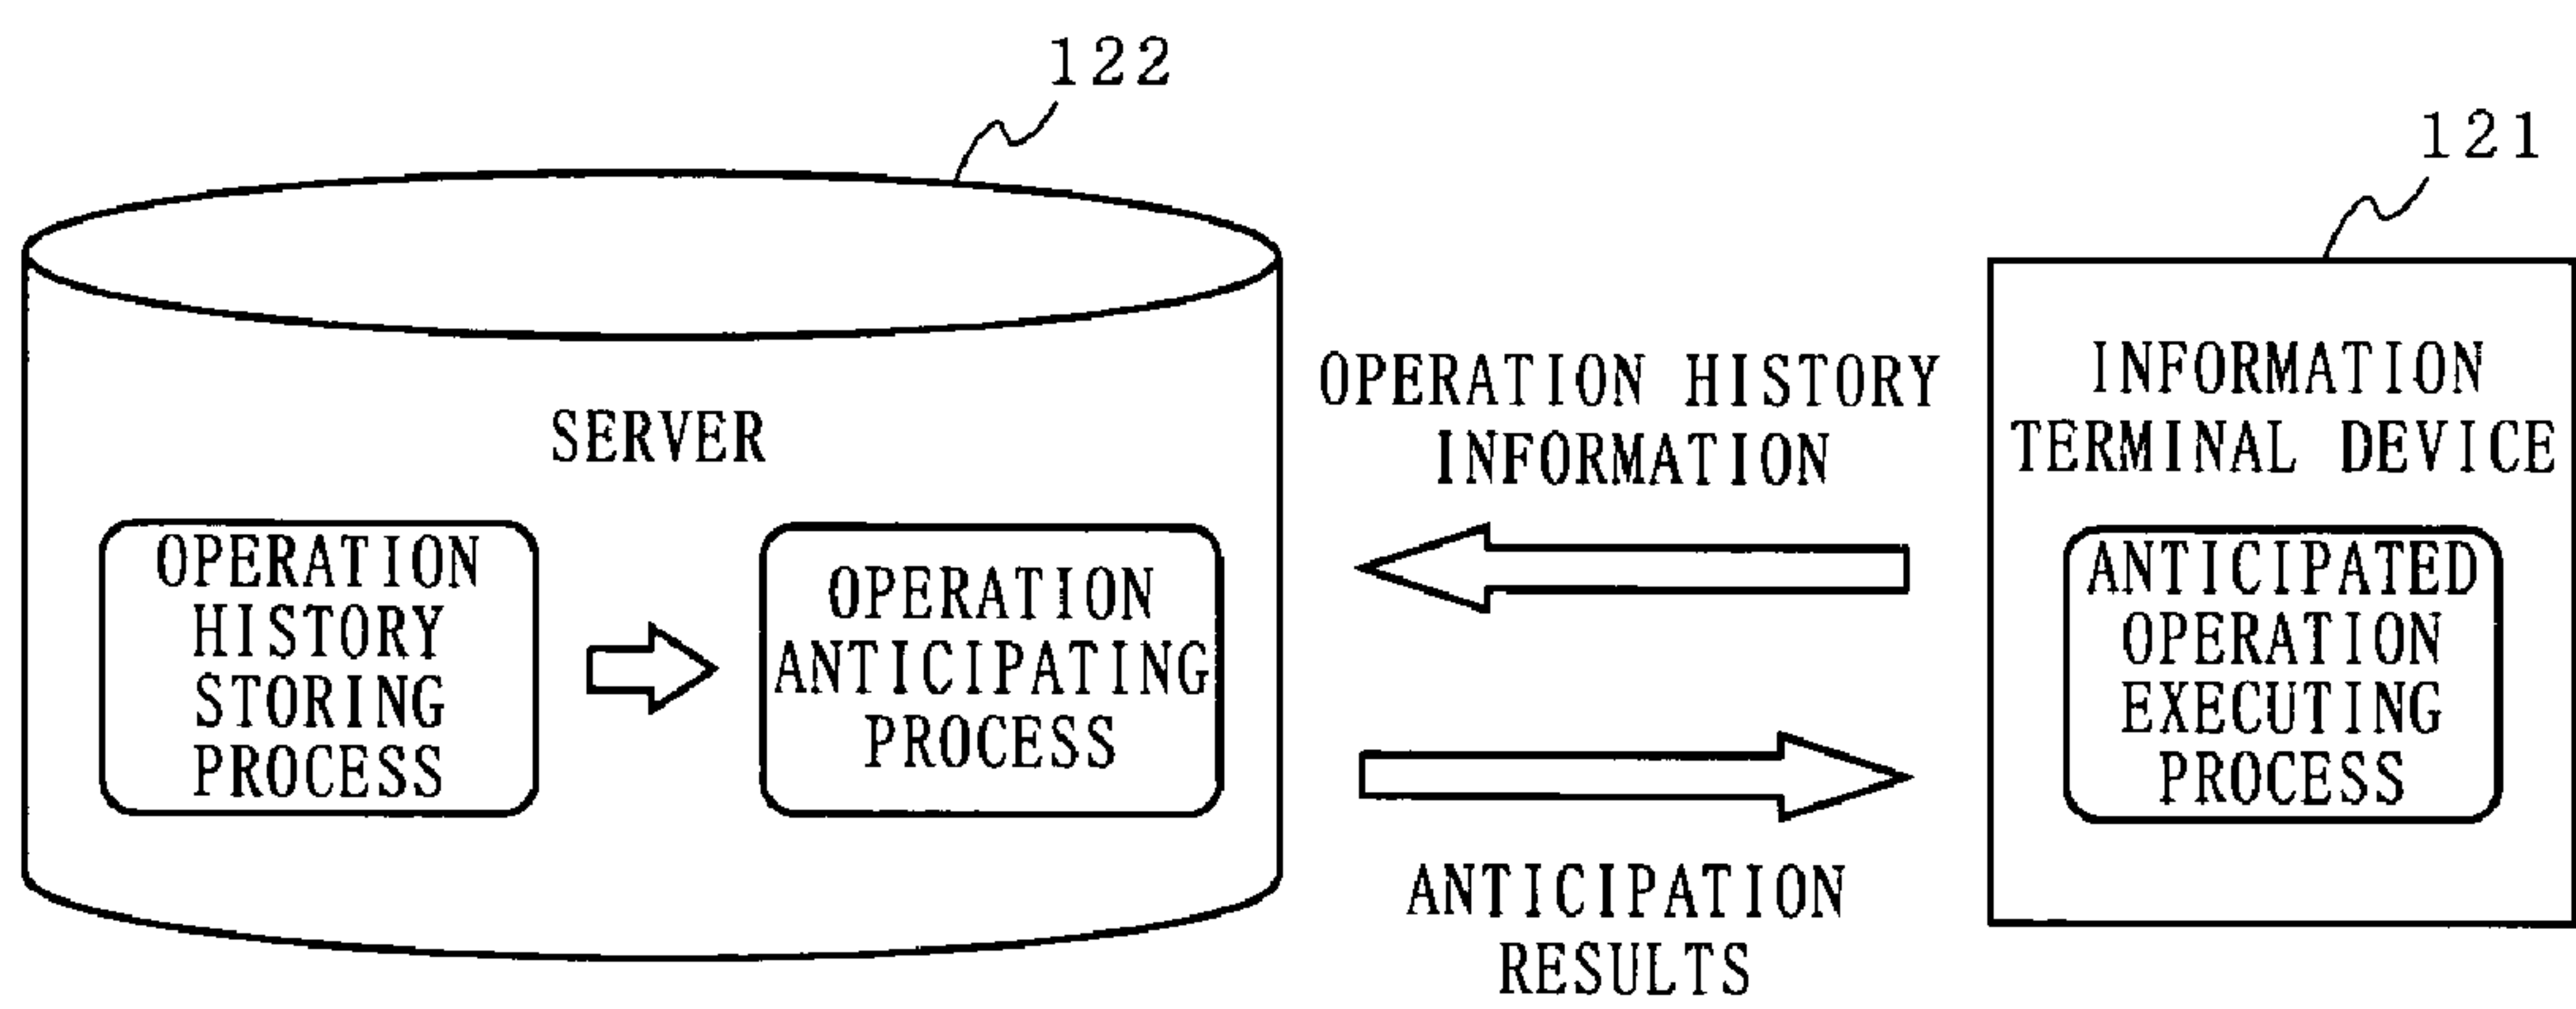 122
121
SERVER
OPERATION
HISTORY
STORING
PROCESS
OPERATION
ANTICIPATING
PROCESS
OPERATION HISTORY
INFORMATION
ANTICIPATION
RESULTS
INFORMATION
TERMINAL DEVICE
ANTICIPATED
OPERATION
EXECUTING
PROCESS